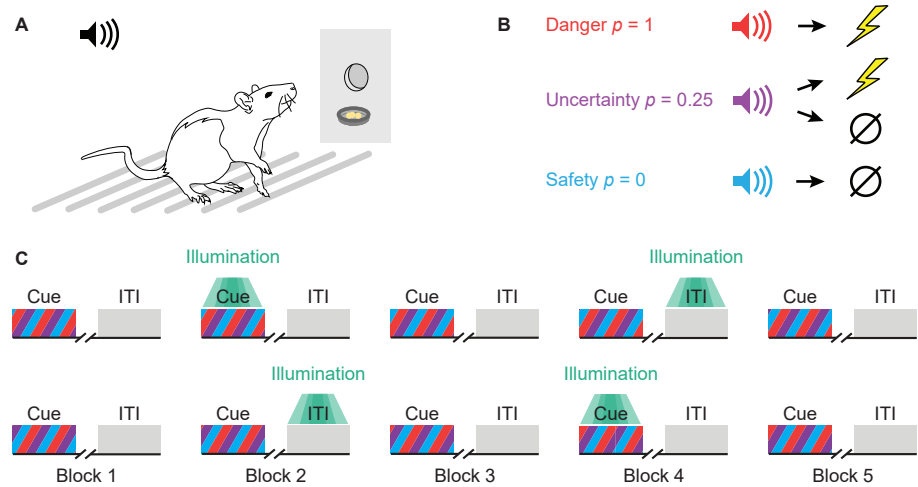 A
B
Danger p = 1
Uncertainty p = 0.25
Safety p = 0
C
Illumination Illumination
Cue ITI Cue ITI Cue ITI Cue ITI Cue ITI
Illumination Illumination
Cue ITI Cue ITI Cue ITI Cue ITI Cue ITI
Block 1 Block 2 Block 3 Block 4 Block 5